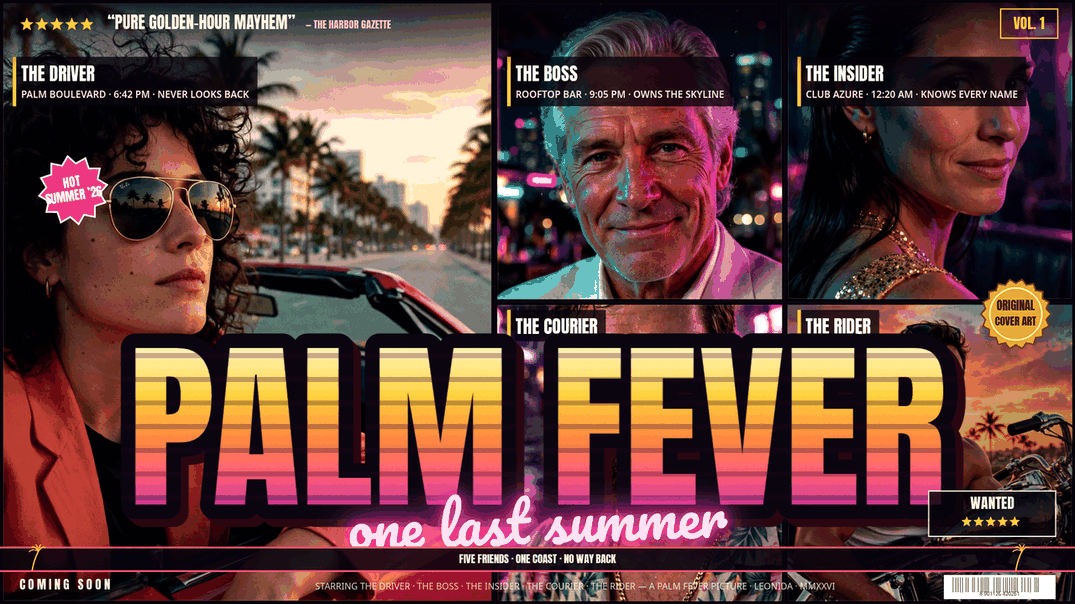 ★★★★★ “PURE GOLDEN-HOUR MAYHEM” — THE HARBOR GAZETTE
VOL. 1
THE DRIVER
PALM BOULEVARD · 6:42 PM · NEVER LOOKS BACK
THE BOSS
ROOFTOP BAR · 9:05 PM · OWNS THE SKYLINE
THE INSIDER
CLUB AZURE · 12:20 AM · KNOWS EVERY NAME
HOT
SUMMER '26
ORIGINAL
COVER ART
THE COURIER
THE RIDER
PALM FEVER
one last summer
WANTED
★★★★★
FIVE FRIENDS · ONE COAST · NO WAY BACK
COMING SOON
STARRING THE DRIVER · THE BOSS · THE INSIDER · THE COURIER · THE RIDER — A PALM FEVER PICTURE · LEONIDA · MMXXVI